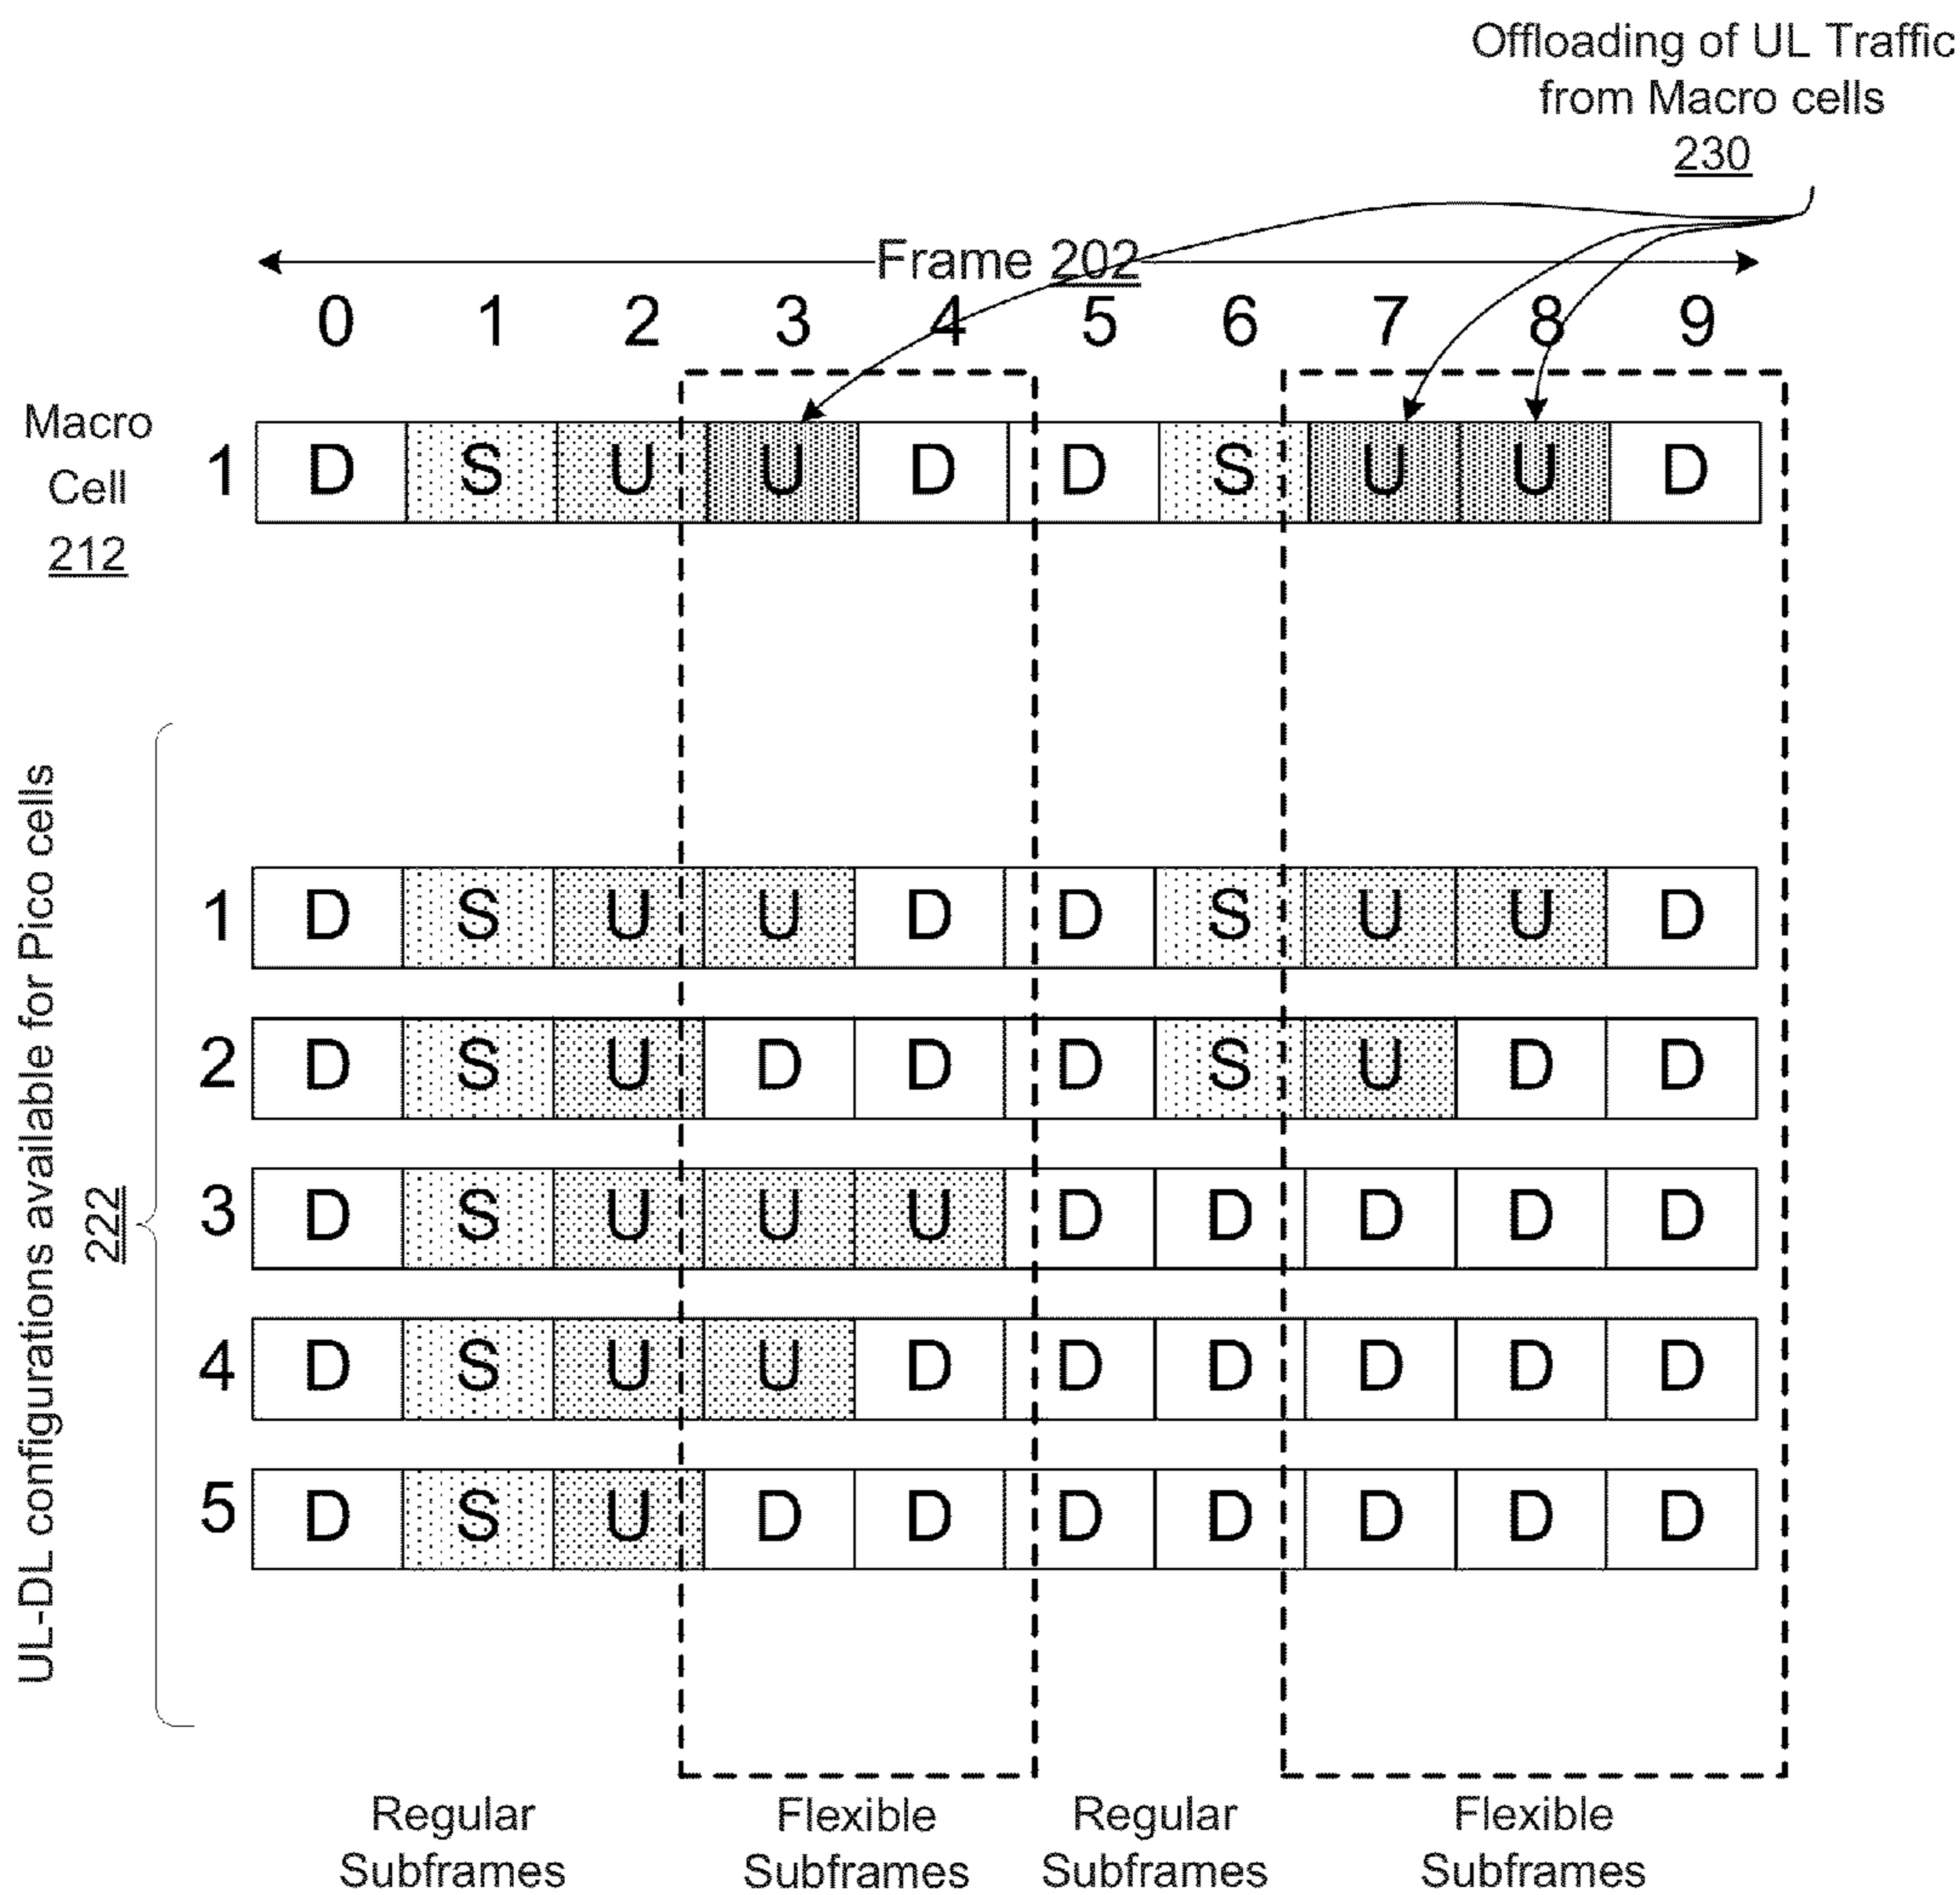 Offloading of UL Traffic
from Macro cells
230
Frame 202
0 1 2 3 4 5 6 7 8 9
Macro
Cell
212
1 D S U U D D S U U D
UL-DL configurations available for Pico cells
222
1 D S U U D D S U U D
2 D S U D D D S U D D
3 D S U U U D D D D D
4 D S U U D D D D D D
5 D S U D D D D D D D
Regular
Subframes
Flexible
Subframes
Regular
Subframes
Flexible
Subframes